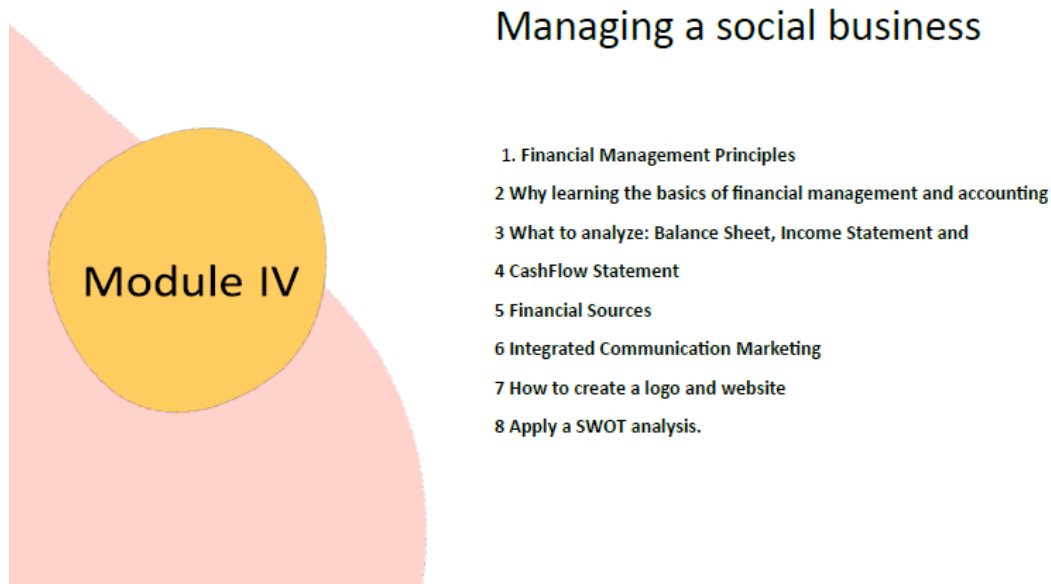 Managing a social business
1. Financial Management Principles
2 Why learning the basics of financial management and accounting
3 What to analyze: Balance Sheet, Income Statement and
4 CashFlow Statement
5 Financial Sources
6 Integrated Communication Marketing
7 How to create a logo and website
8 Apply a SWOT analysis.
Module IV